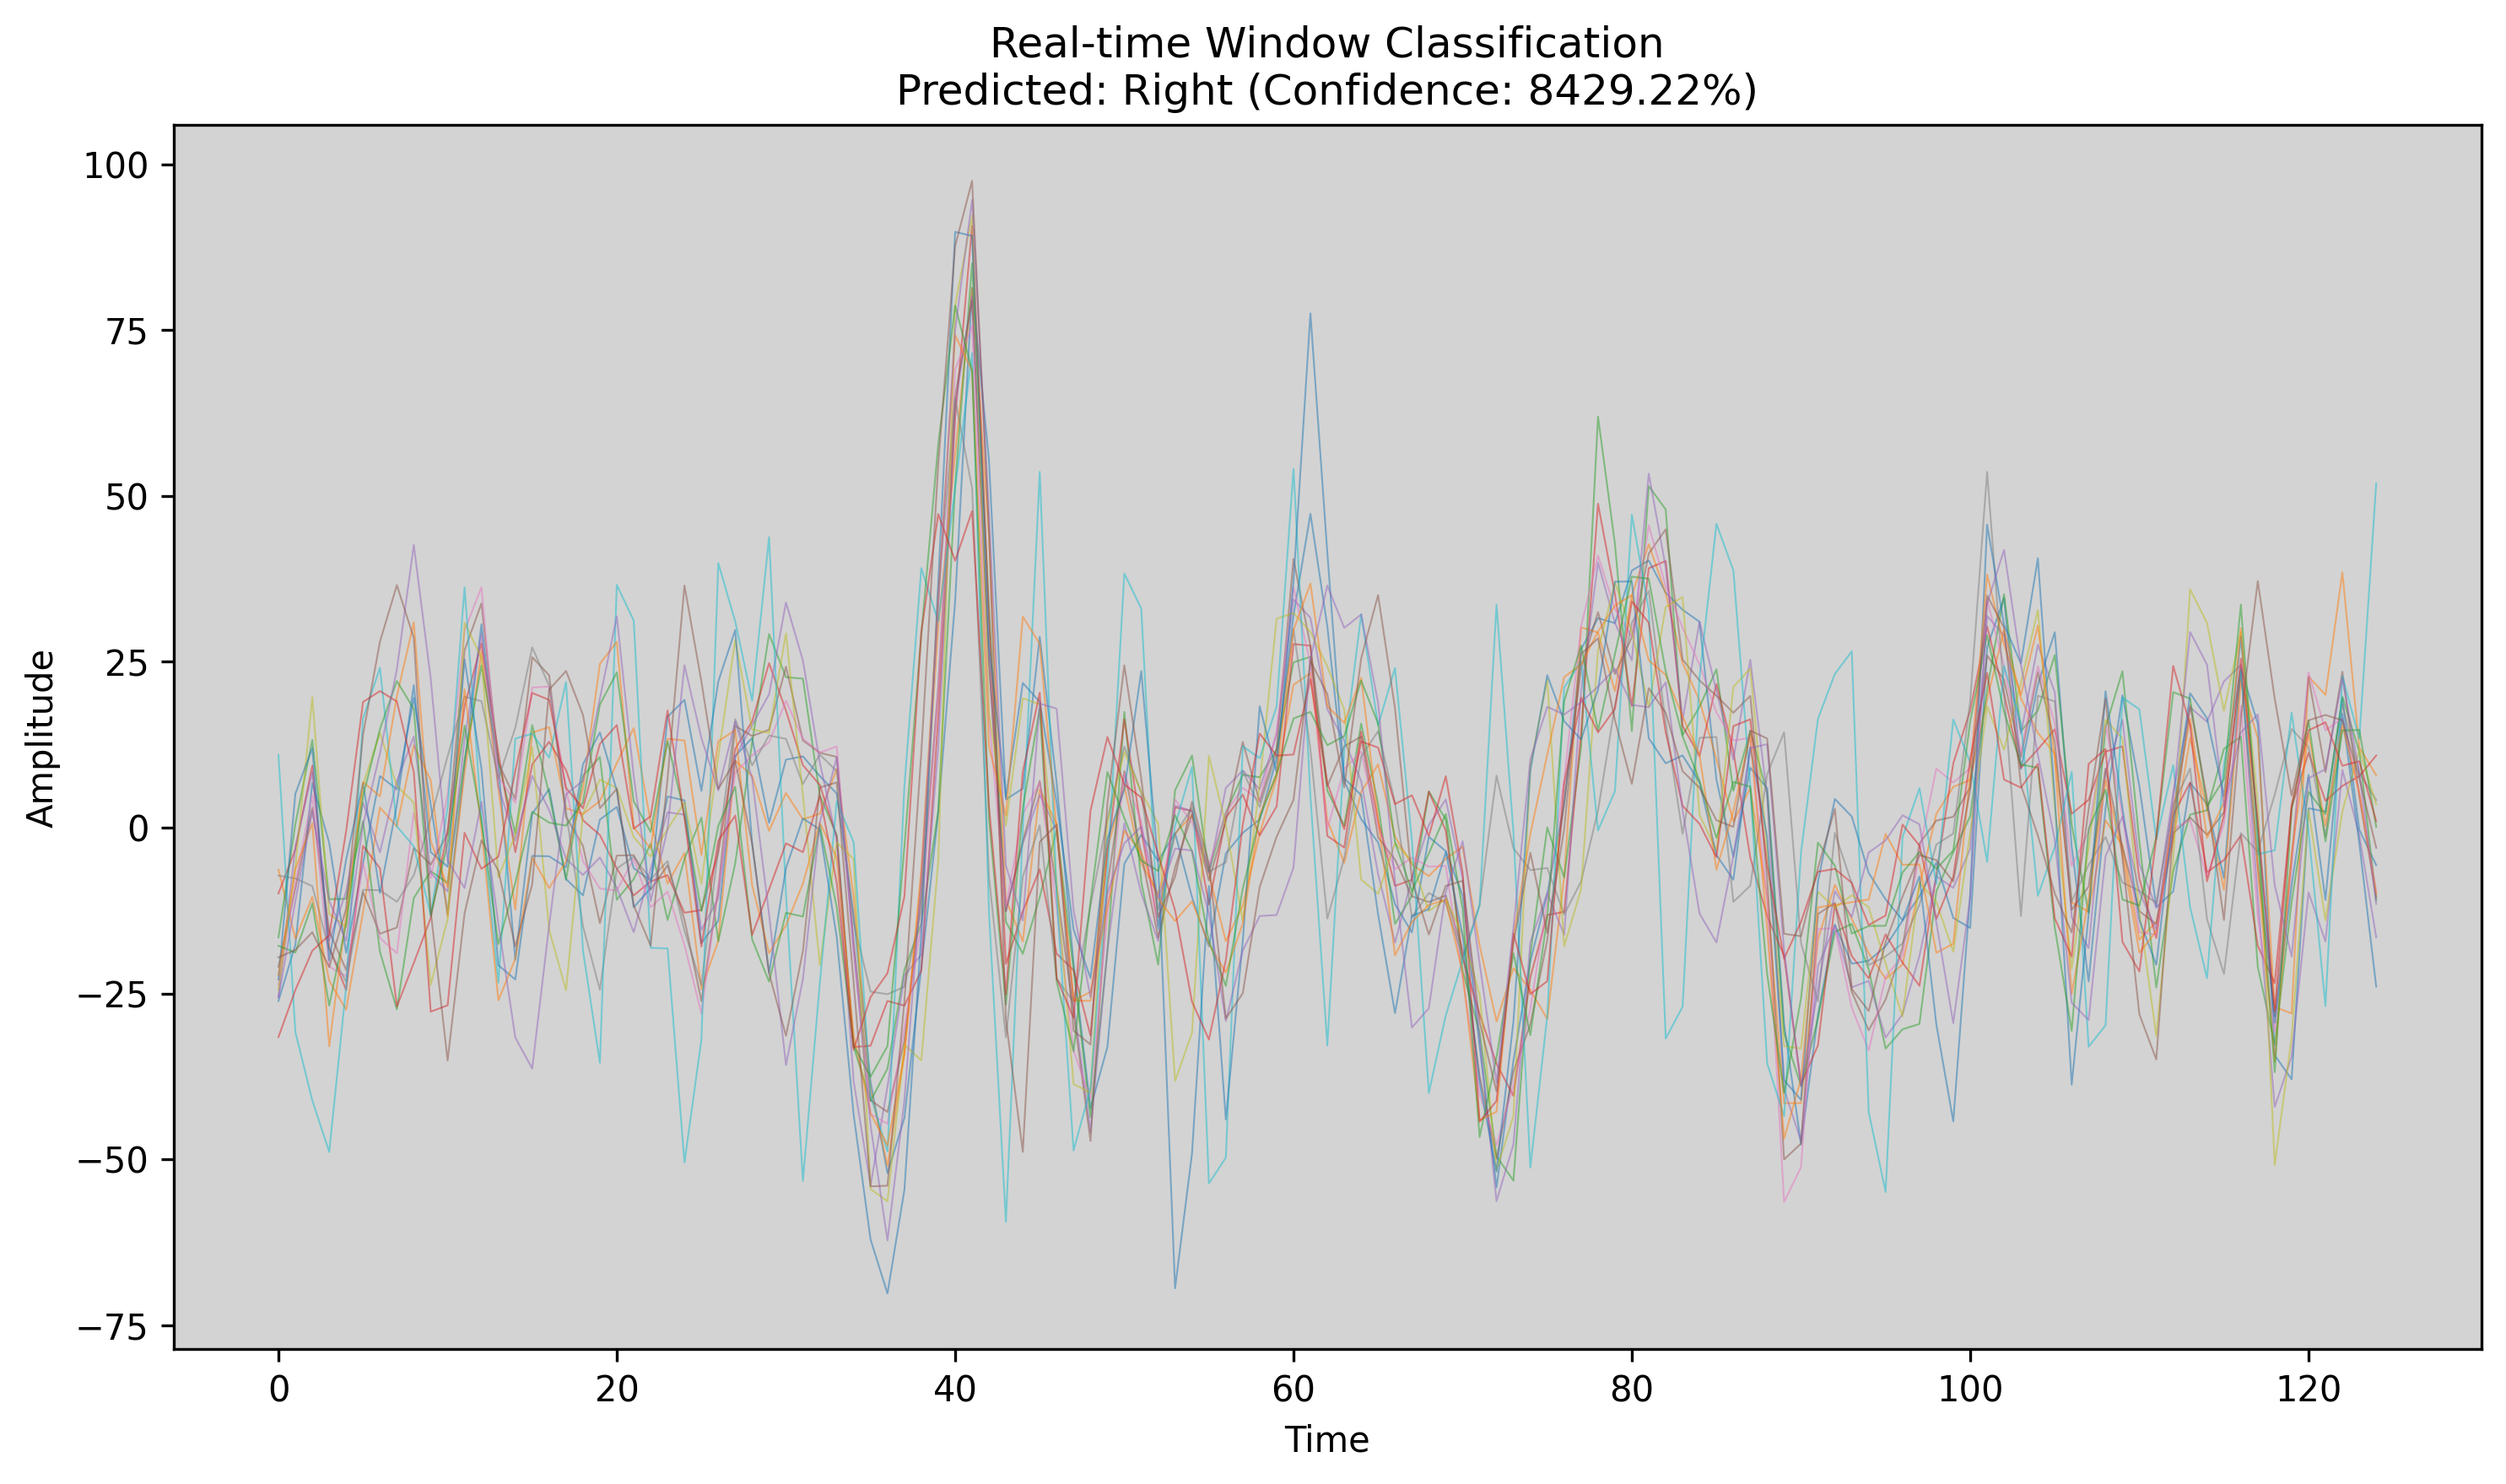 Real-time Window Classification
Predicted: Right (Confidence: 8429.22%)
100
75
50
25
0
−25
−50
−75
Amplitude
0 20 40 60 80 100 120
Time